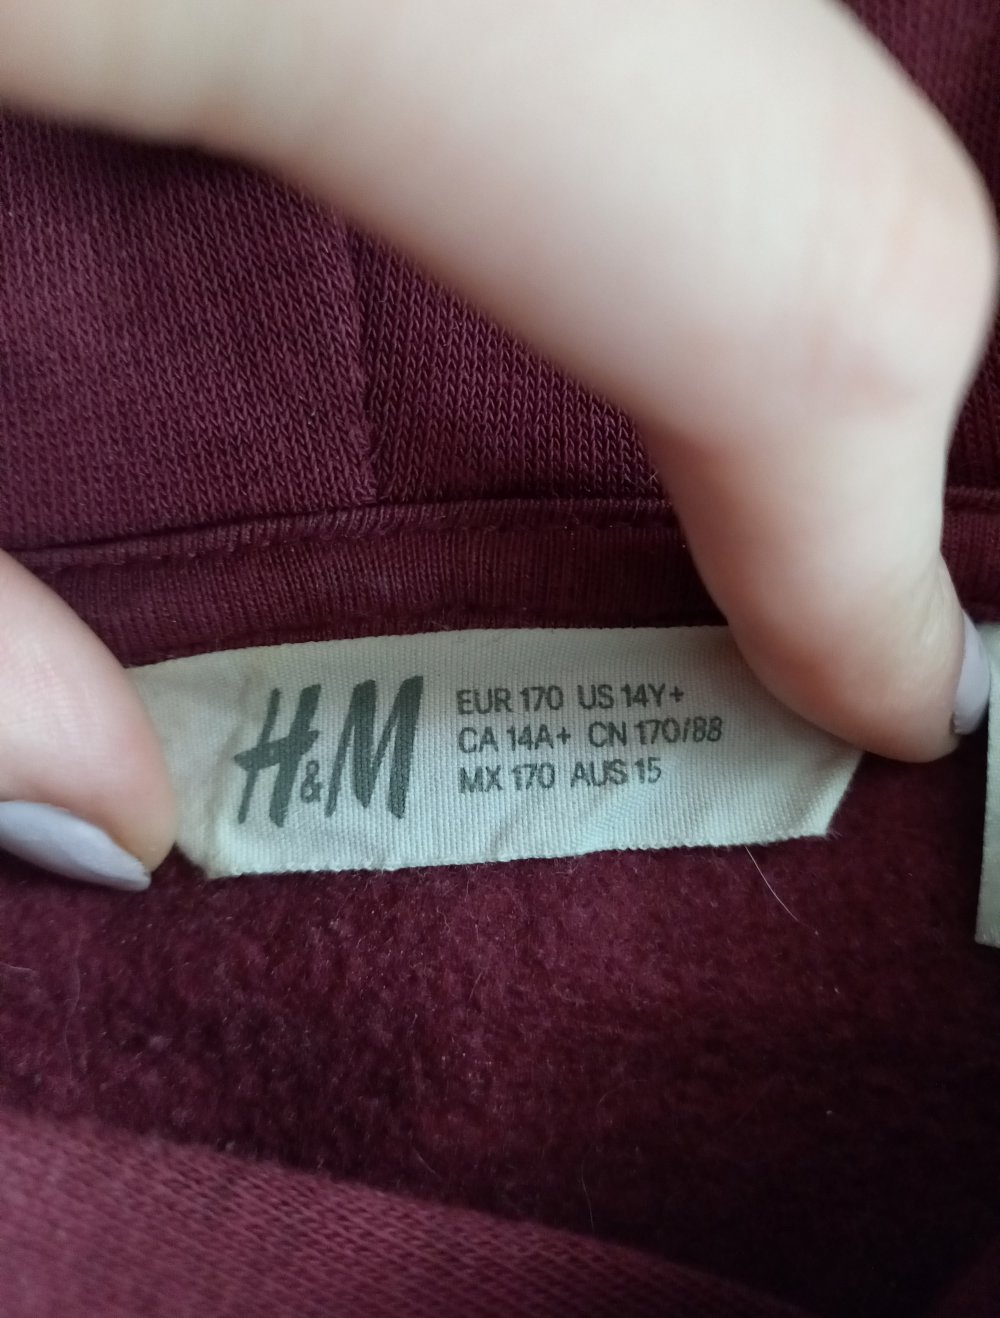 H&M
EUR 170 US 14Y+
CA 14A+ CN 170/88
MX 170 AUS 15